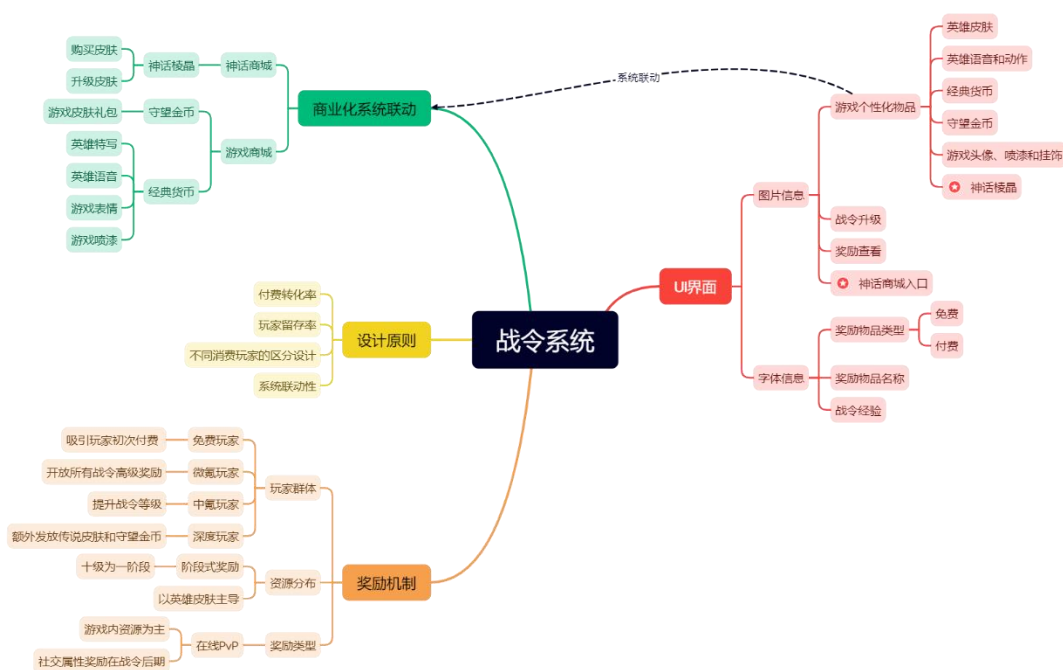 战令系统
商业化系统联动
神话商城
神话棱晶
购买皮肤
升级皮肤
游戏商城
守望金币
游戏皮肤礼包
经典货币
英雄特写
英雄语音
游戏表情
游戏喷漆
设计原则
付费转化率
玩家留存率
不同消费玩家的区分设计
系统联动性
奖励机制
玩家群体
免费玩家
吸引玩家初次付费
微氪玩家
开放所有战令高级奖励
中氪玩家
提升战令等级
深度玩家
额外发放传说皮肤和守望金币
资源分布
阶段式奖励
十级为一阶段
以英雄皮肤主导
奖励类型
在线PvP
游戏内资源为主
社交属性奖励在战令后期
UI界面
图片信息
游戏个性化物品
英雄皮肤
英雄语音和动作
经典货币
守望金币
游戏头像、喷漆和挂饰
神话棱晶
战令升级
奖励查看
神话商城入口
字体信息
奖励物品类型
免费
付费
奖励物品名称
战令经验
系统联动